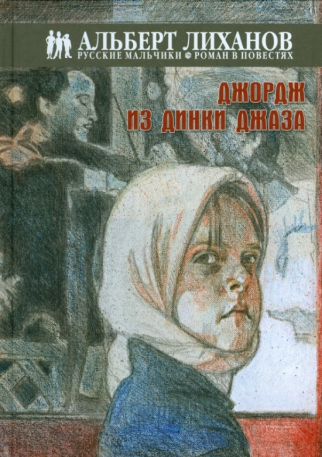 АЛЬБЕРТ ЛИХАНОВ
РУССКИЕ МАЛЬЧИКИ РОМАН В ПОВЕСТЯХ
ДЖОРДЖ
ИЗ ДИНКИ ДЖАЗА